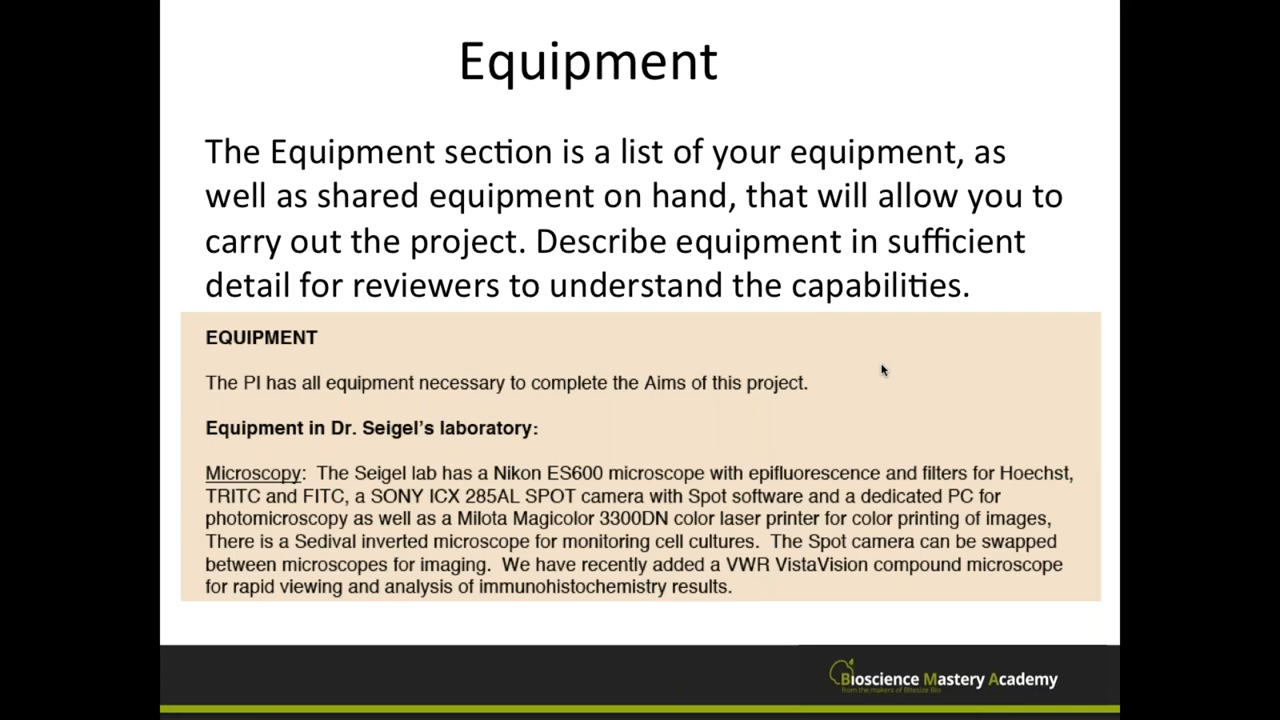 Equipment
The Equipment section is a list of your equipment, as
well as shared equipment on hand, that will allow you to
carry out the project. Describe equipment in sufficient
detail for reviewers to understand the capabilities.
EQUIPMENT
The PI has all equipment necessary to complete the Aims of this project.
Equipment in Dr. Seigel's laboratory:
Microscopy:  The Seigel lab has a Nikon ES600 microscope with epifluorescence and filters for Hoechst,
TRITC and FITC, a SONY ICX 285AL SPOT camera with Spot software and a dedicated PC for
photomicroscopy as well as a Milota Magicolor 3300DN color laser printer for color printing of images,
There is a Sedival inverted microscope for monitoring cell cultures.  The Spot camera can be swapped
between microscopes for imaging.  We have recently added a VWR VistaVision compound microscope
for rapid viewing and analysis of immunohistochemistry results.
Bioscience Mastery Academy
from the makers of Bitesize Bio